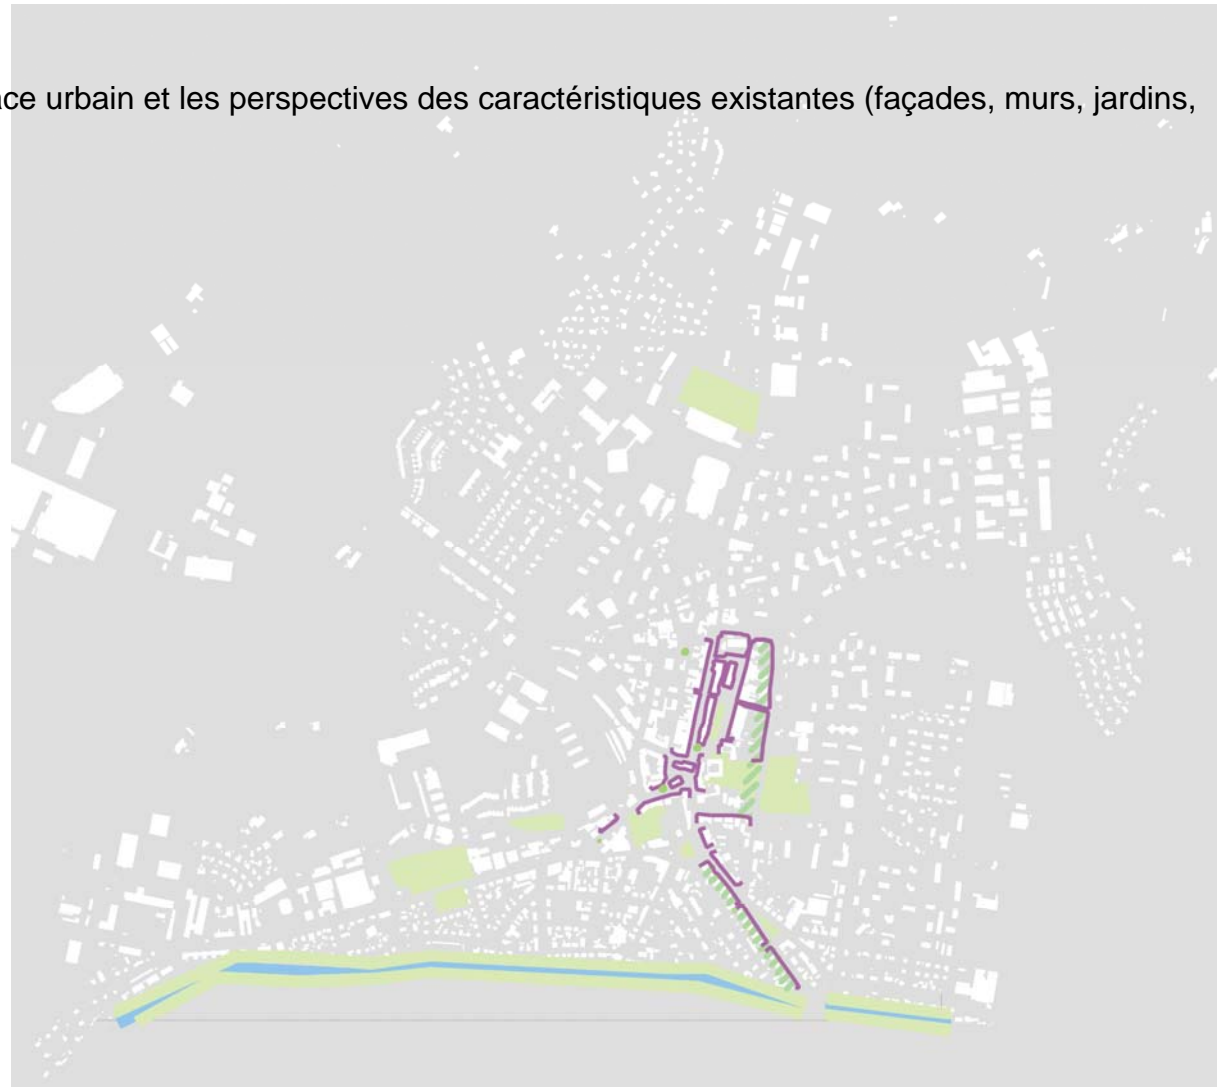 ce urbain et les perspectives des caractéristiques existantes (façades, murs, jardins,